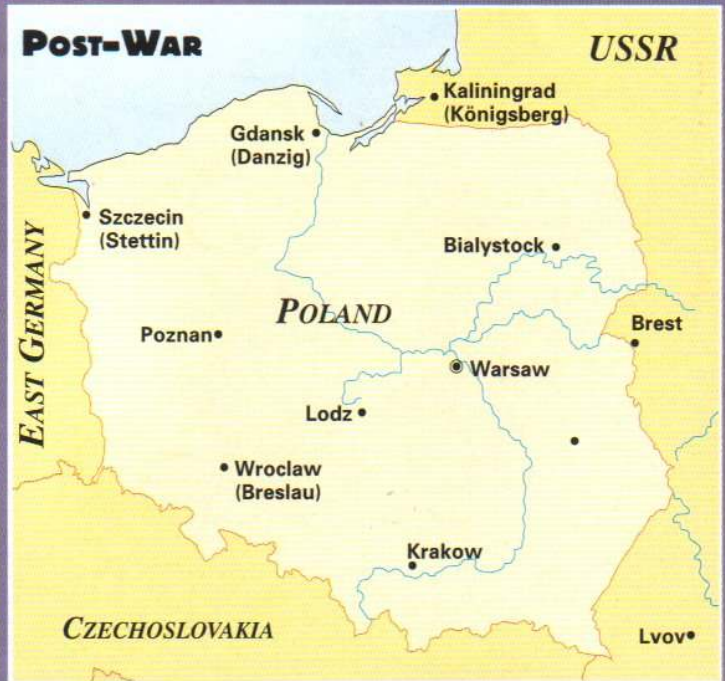 POST-WAR
USSR
Kaliningrad
(Königsberg)
Gdansk
(Danzig)
Szczecin
(Stettin)
EAST GERMANY
Bialystock
POLAND
Poznan
Brest
Warsaw
Lodz
Wroclaw
(Breslau)
Krakow
CZECHOSLOVAKIA
Lvov